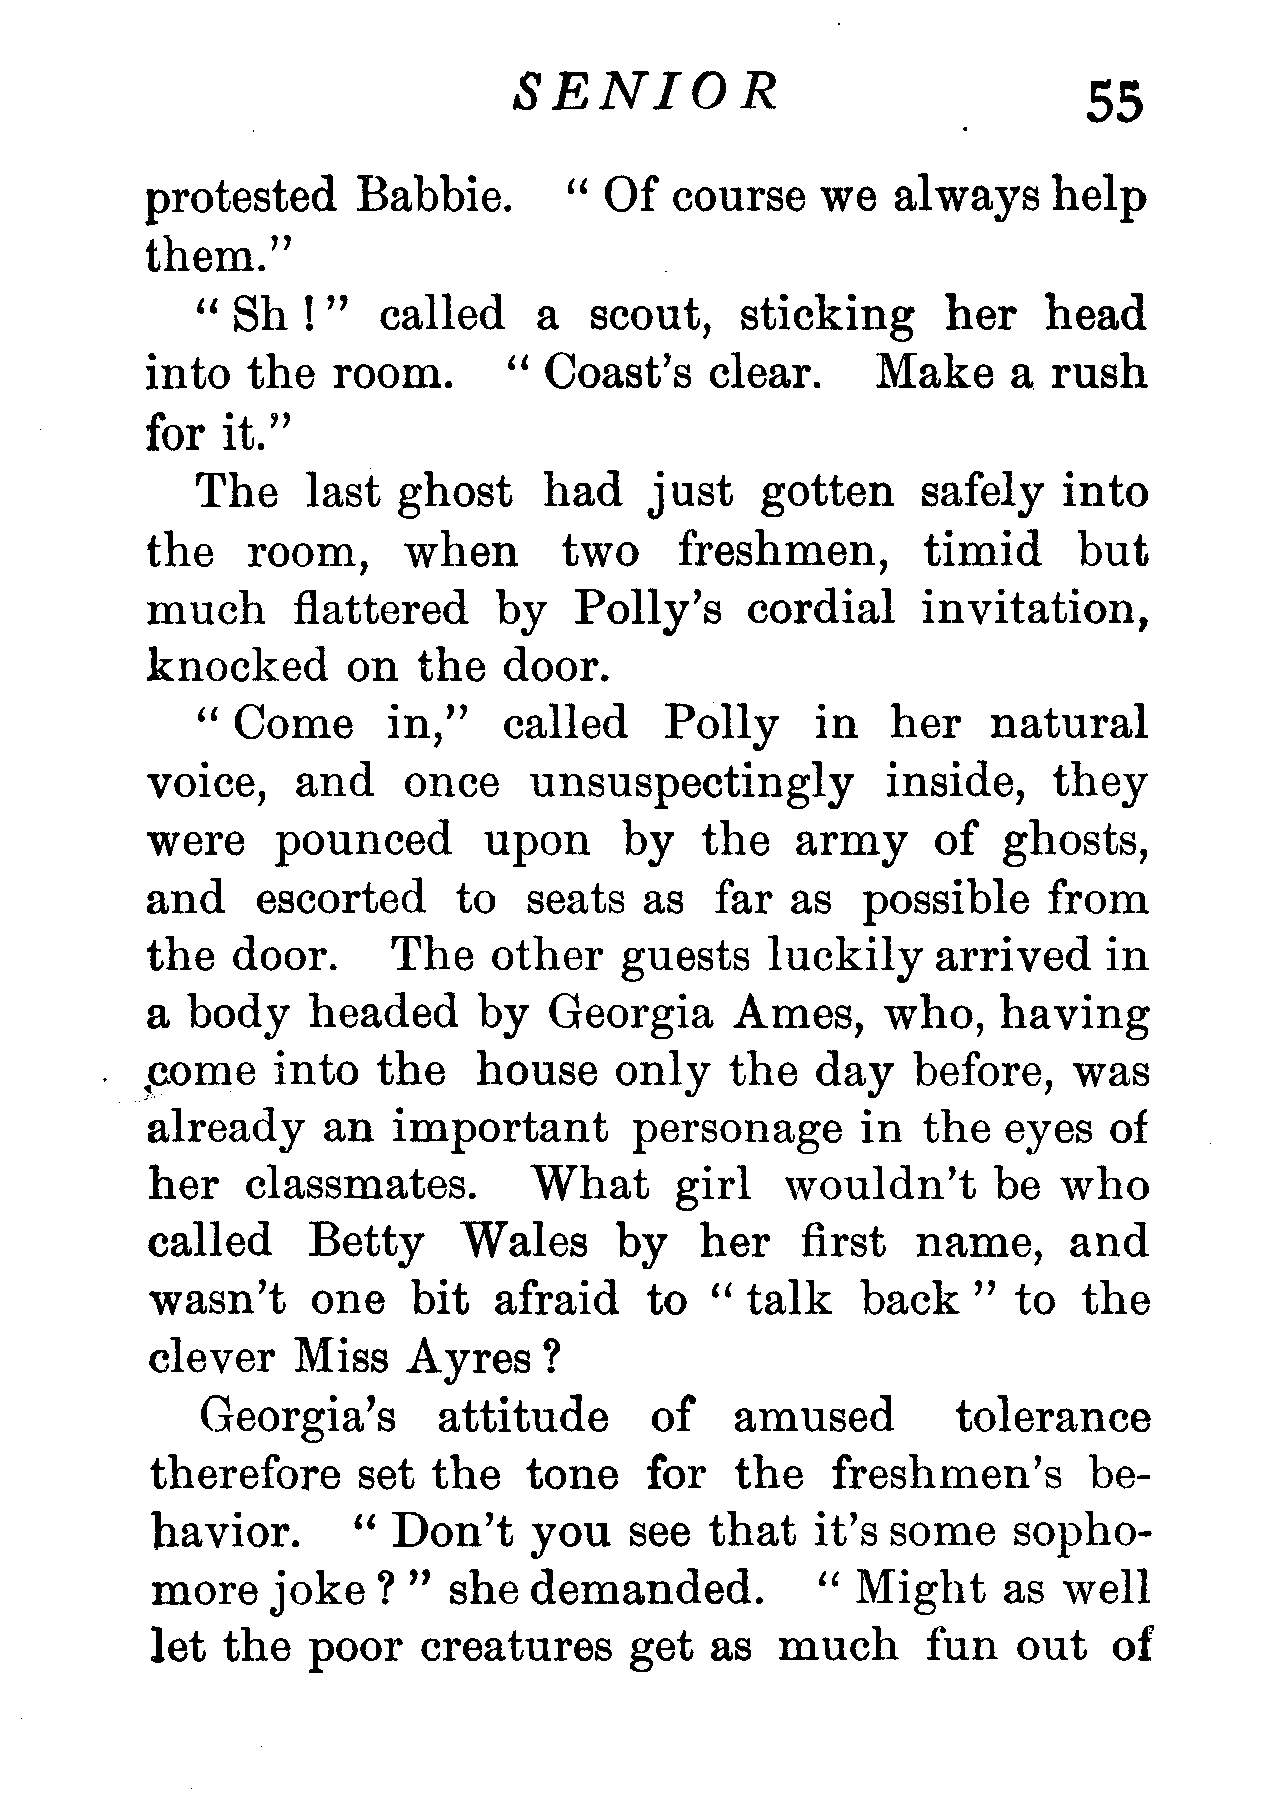 SENIOR 55
protested Babbie. “ Of course we always help
them.”
“ Sh ! ” called a scout, sticking her head
into the room. “ Coast’s clear. Make a rush
for it.”
The last ghost had just gotten safely into
the room, when two freshmen, timid but
much flattered by Polly’s cordial invitation,
knocked on the door.
“ Come in,” called Polly in her natural
voice, and once unsuspectingly inside, they
were pounced upon by the army of ghosts,
and escorted to seats as far as possible from
the door. The other guests luckily arrived in
a body headed by Georgia Ames, who, having
come into the house only the day before, was
already an important personage in the eyes of
her classmates. What girl wouldn’t be who
called Betty Wales by her first name, and
wasn’t one bit afraid to “ talk back ” to the
clever Miss Ayres ?
Georgia’s attitude of amused tolerance
therefore set the tone for the freshmen’s be-
havior. “ Don’t you see that it’s some sopho-
more joke ? ” she demanded. “ Might as well
let the poor creatures get as much fun out of